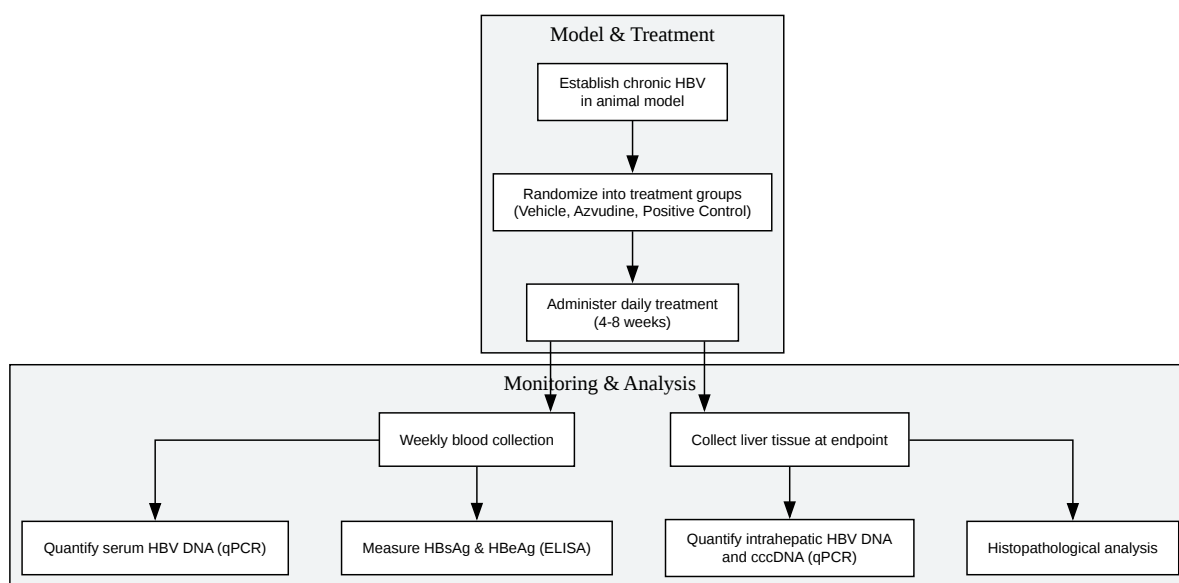 Model & Treatment
Establish chronic HBV
in animal model
Randomize into treatment groups
(Vehicle, Azvudine, Positive Control)
Administer daily treatment
(4-8 weeks)
Monitoring & Analysis
Weekly blood collection
Collect liver tissue at endpoint
Quantify serum HBV DNA (qPCR)
Measure HBsAg & HBeAg (ELISA)
Quantify intrahepatic HBV DNA
and cccDNA (qPCR)
Histopathological analysis